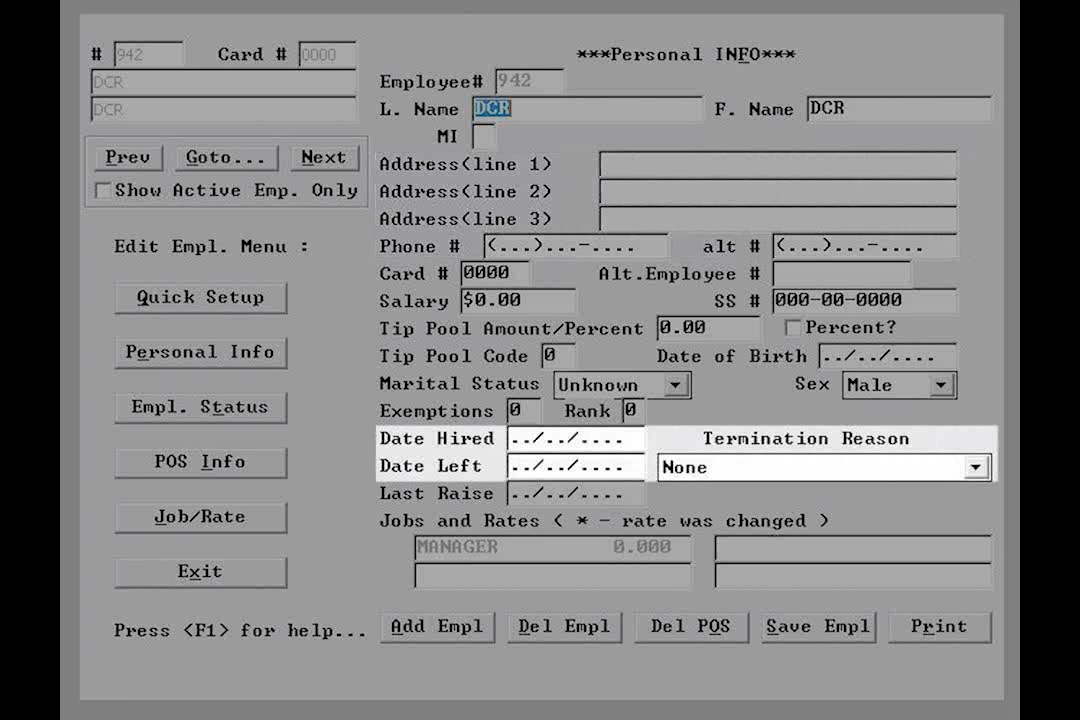 # 942 Card # 0000
DCR
DCR
Prev Goto... Next
Show Active Emp. Only
Edit Empl. Menu :
Quick Setup
Personal Info
Empl. Status
POS Info
Job/Rate
Exit
Press <F1> for help...
***Personal INFO***
Employee# 942
L. Name DCR F. Name DCR
MI
Address(line 1)
Address(line 2)
Address(line 3)
Phone # (...)...-.... alt # (...)...-....
Card # 0000 Alt.Employee #
Salary $0.00 SS # 000-00-0000
Tip Pool Amount/Percent 0.00 Percent?
Tip Pool Code 0 Date of Birth ../../....
Marital Status Unknown Sex Male
Exemptions 0 Rank 0
Date Hired ../../.... Termination Reason
Date Left ../../.... None
Last Raise ../../....
Jobs and Rates ( * - rate was changed )
MANAGER 0.000
Add Empl Del Empl Del POS Save Empl Print